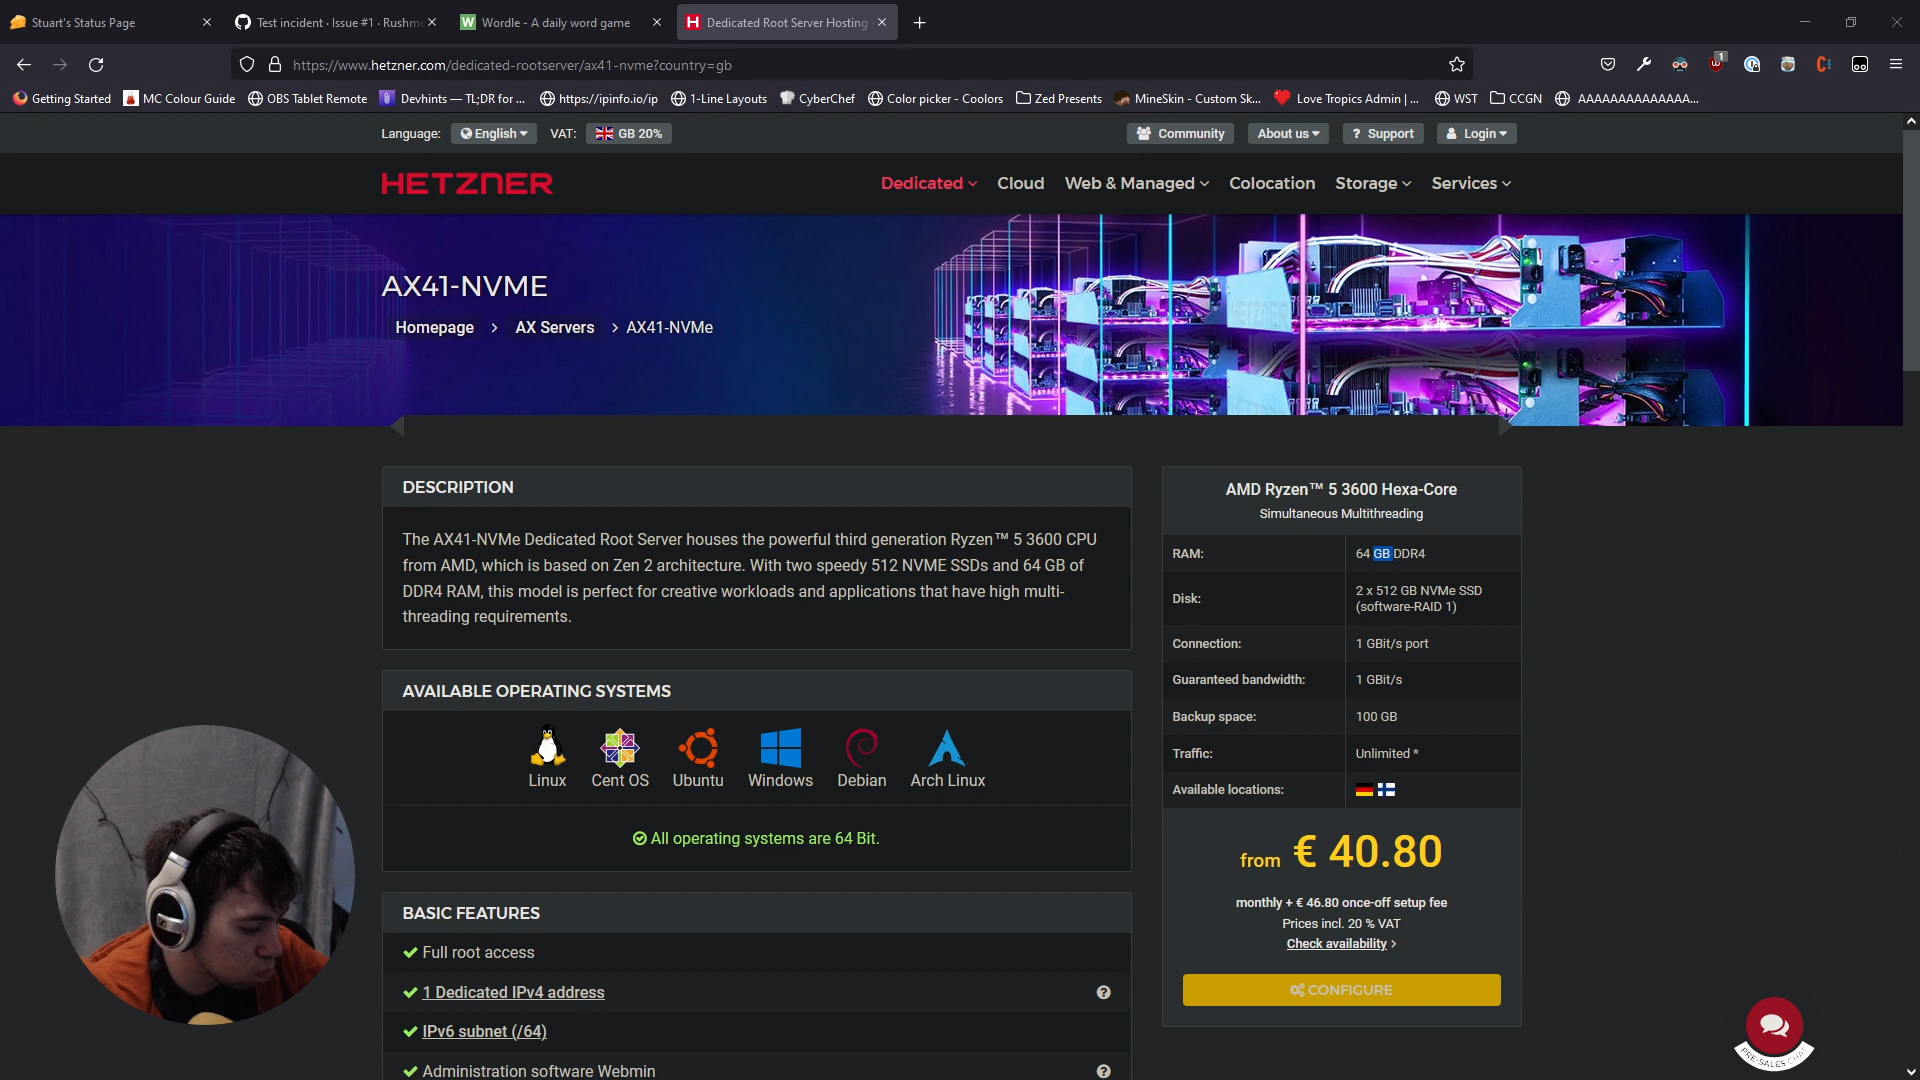 Stuart's Status Page
Test incident · Issue #1 · Rushme
Wordle - A daily word game
Dedicated Root Server Hosting
https://www.hetzner.com/dedicated-rootserver/ax41-nvme?country=gb
1
Getting Started
MC Colour Guide
OBS Tablet Remote
Devhints — TL;DR for ...
https://ipinfo.io/ip
1-Line Layouts
CyberChef
Color picker - Coolors
Zed Presents
MineSkin - Custom Sk...
Love Tropics Admin | ...
WST
CCGN
AAAAAAAAAAAAAA...
Language: English VAT: GB 20%
Community About us ? Support Login
HETZNER
Dedicated Cloud Web & Managed Colocation Storage Services
AX41-NVME
Homepage > AX Servers > AX41-NVMe
DESCRIPTION
The AX41-NVMe Dedicated Root Server houses the powerful third generation Ryzen™ 5 3600 CPU
from AMD, which is based on Zen 2 architecture. With two speedy 512 NVME SSDs and 64 GB of
DDR4 RAM, this model is perfect for creative workloads and applications that have high multi-
threading requirements.
AVAILABLE OPERATING SYSTEMS
Linux Cent OS Ubuntu Windows Debian Arch Linux
All operating systems are 64 Bit.
BASIC FEATURES
Full root access
1 Dedicated IPv4 address
IPv6 subnet (/64)
Administration software Webmin
AMD Ryzen™ 5 3600 Hexa-Core
Simultaneous Multithreading
RAM: 64 GB DDR4
Disk: 2 x 512 GB NVMe SSD
(software-RAID 1)
Connection: 1 GBit/s port
Guaranteed bandwidth: 1 GBit/s
Backup space: 100 GB
Traffic: Unlimited *
Available locations:
from € 40.80
monthly + € 46.80 once-off setup fee
Prices incl. 20 % VAT
Check availability >
CONFIGURE
PRE-SALES CHAT